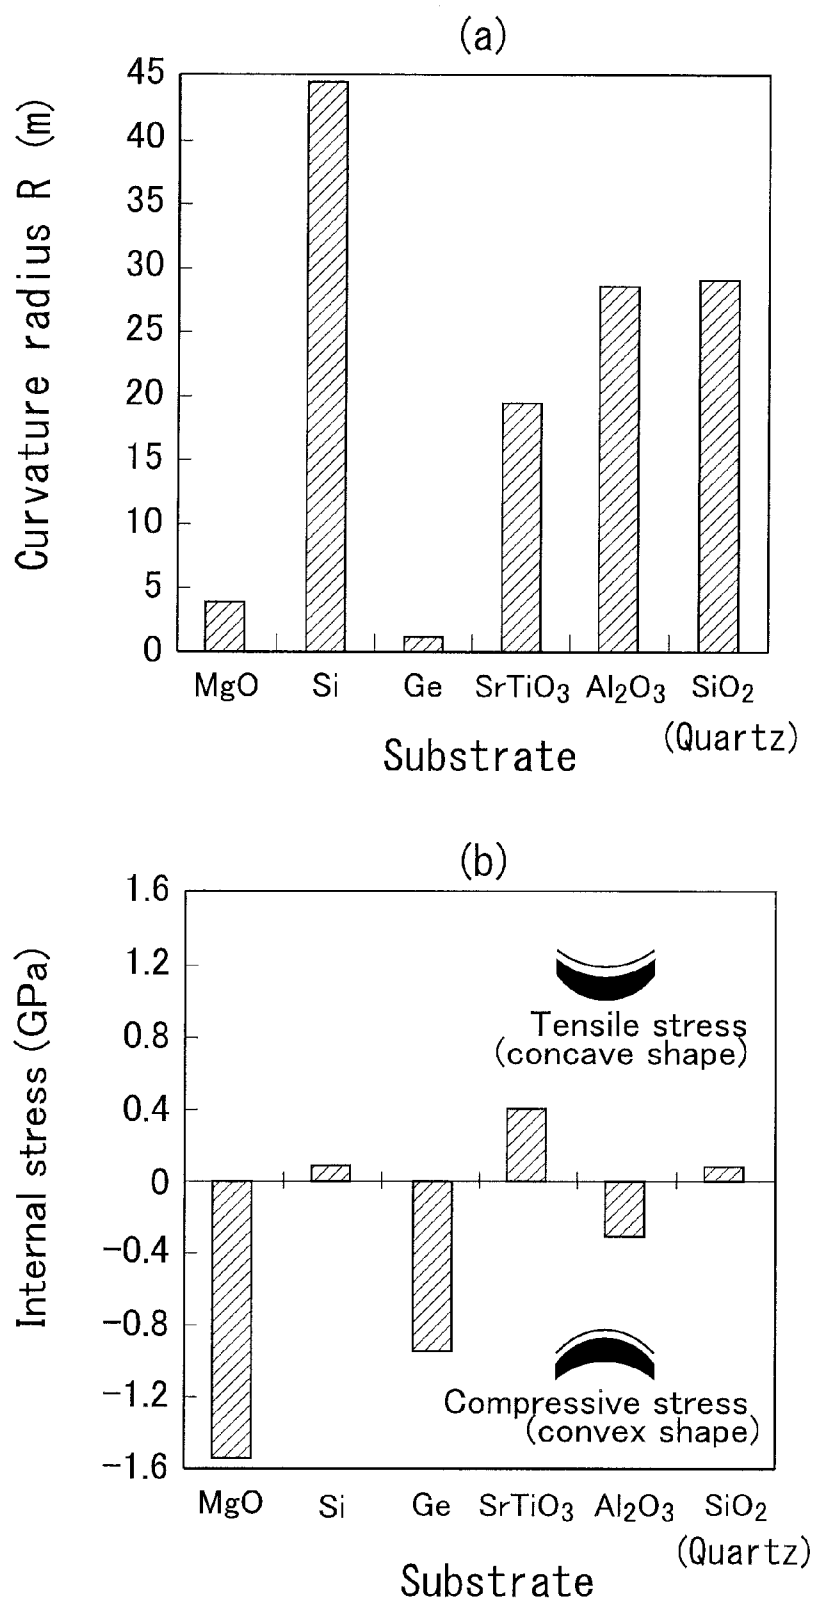 (a)
Curvature radius R (m)
45
40
35
30
25
20
15
10
5
0
MgO Si Ge SrTiO₃ Al₂O₃ SiO₂
(Quartz)
Substrate
(b)
Internal stress (GPa)
1.6
1.2
0.8
0.4
0
−0.4
−0.8
−1.2
−1.6
Tensile stress
(concave shape)
Compressive stress
(convex shape)
MgO Si Ge SrTiO₃ Al₂O₃ SiO₂
(Quartz)
Substrate